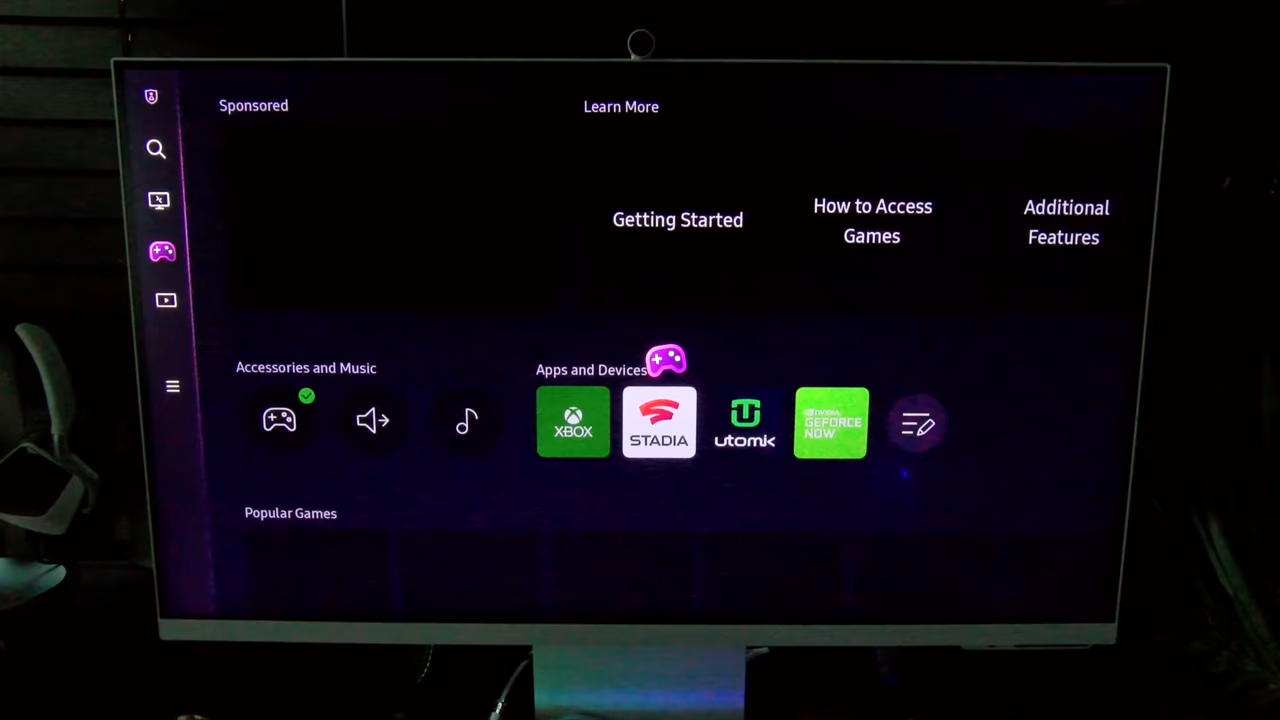 Sponsored
Learn More
Getting Started
How to Access
Games
Additional
Features
Accessories and Music
Apps and Devices
XBOX
STADIA
utomik
NVIDIA
GEFORCE
NOW
Popular Games